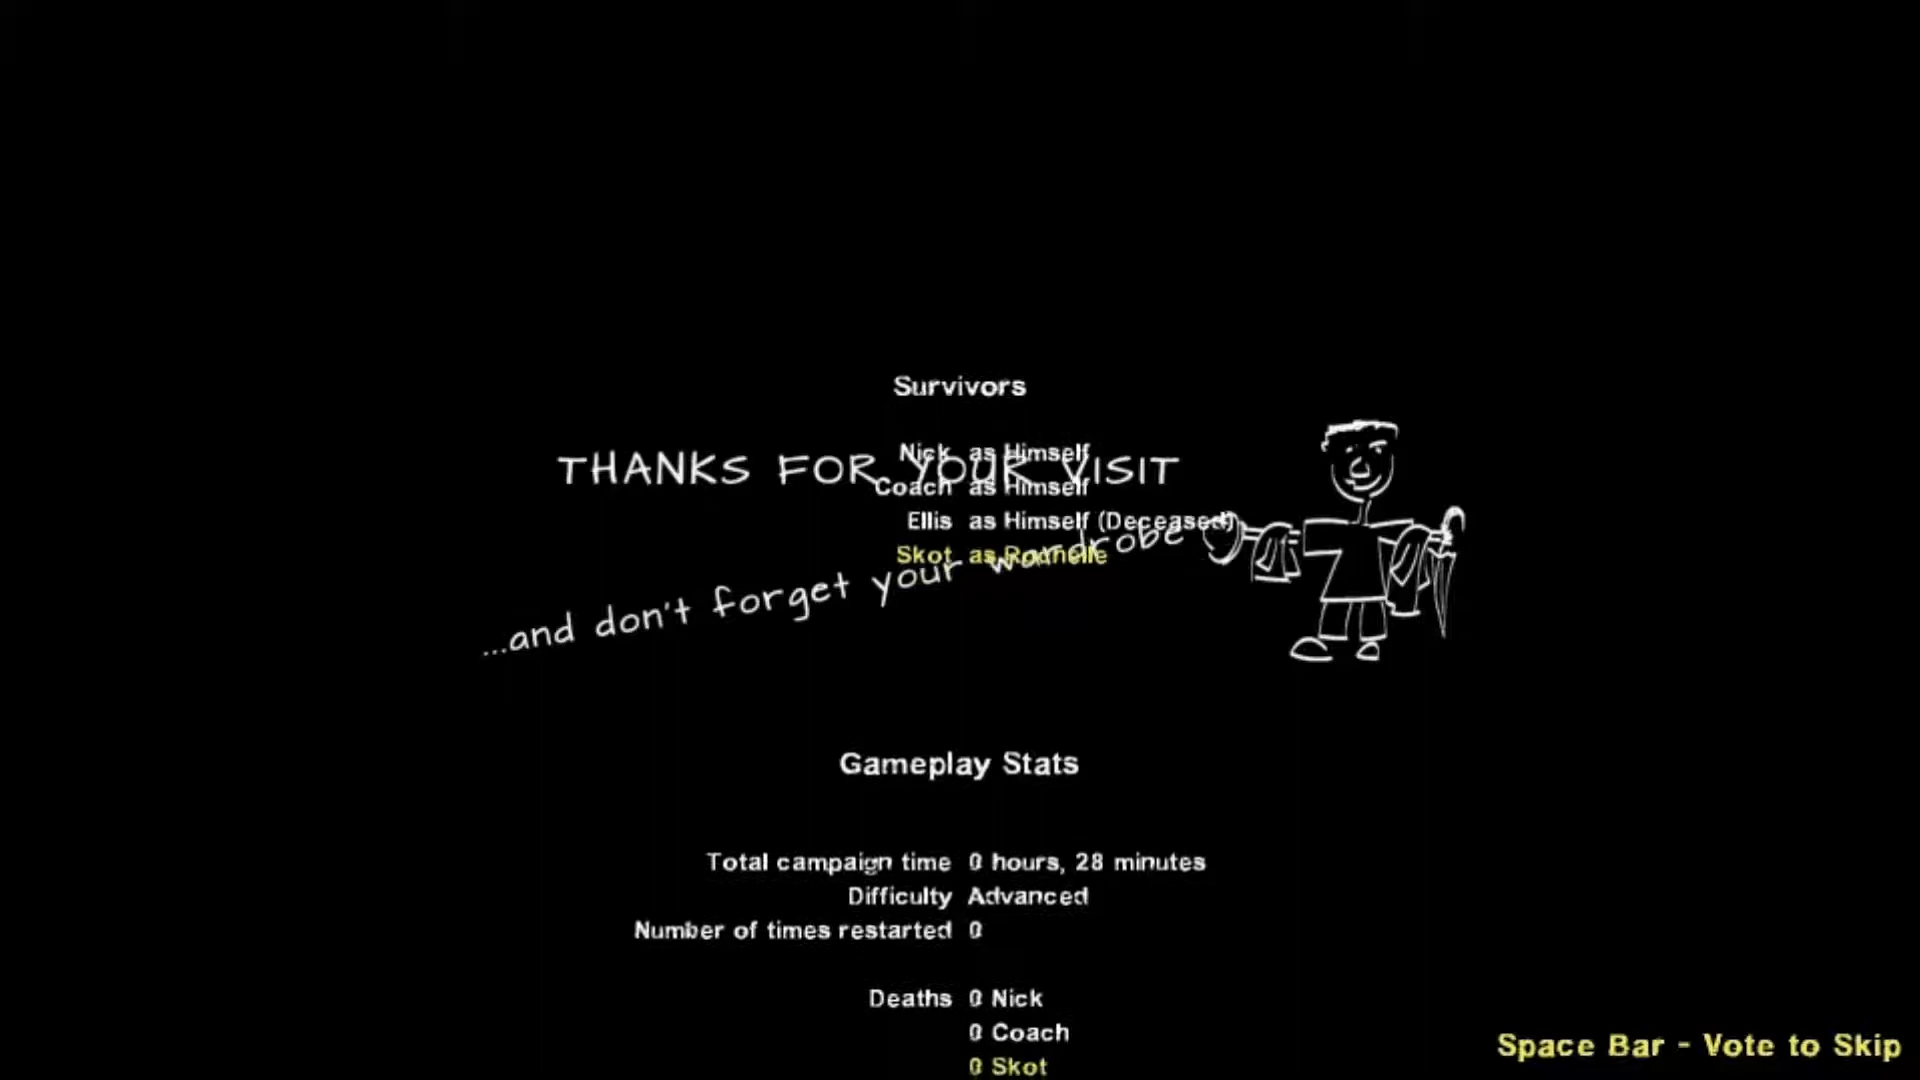 Survivors
Nick as Himself
THANKS FOR YOUR VISIT
Coach as Himself
Ellis as Himself (Deceased)
Skot as Rochelle
...and don't forget your wardrobe
Gameplay Stats
Total campaign time 0 hours, 28 minutes
Difficulty Advanced
Number of times restarted 0
Deaths 0 Nick
0 Coach
0 Skot
Space Bar - Vote to Skip